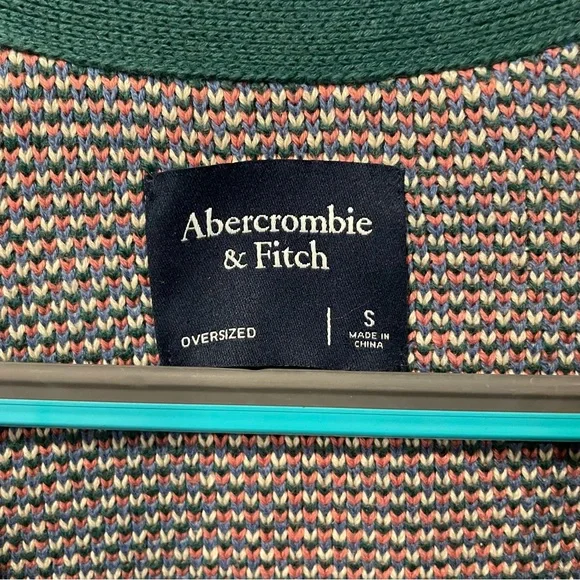 Abercrombie
& Fitch
OVERSIZED
S
MADE IN
CHINA